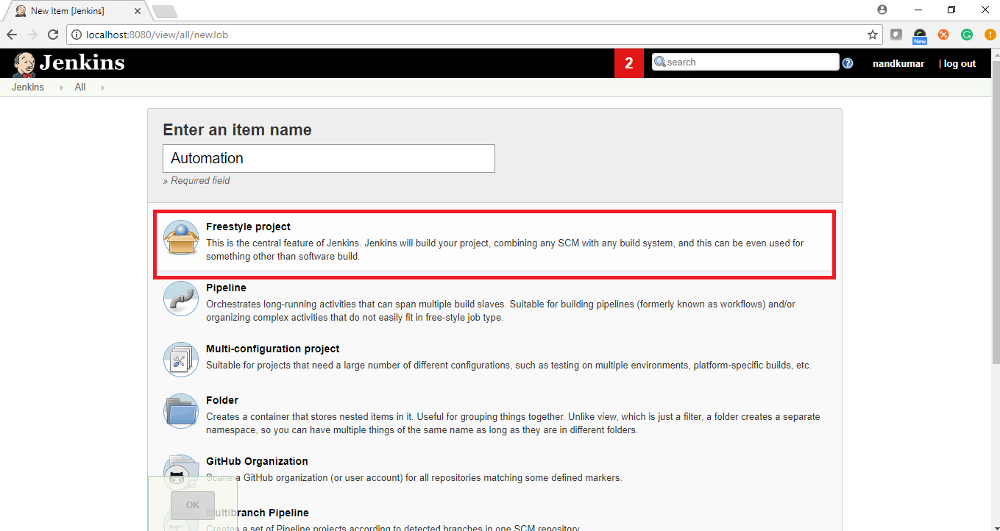 New Item [Jenkins]
localhost:8080/view/all/newJob
New
Jenkins
2
search
nandkumar
| log out
Jenkins
All
Enter an item name
Automation
» Required field
Freestyle project
This is the central feature of Jenkins. Jenkins will build your project, combining any SCM with any build system, and this can be even used for
something other than software build.
Pipeline
Orchestrates long-running activities that can span multiple build slaves. Suitable for building pipelines (formerly known as workflows) and/or
organizing complex activities that do not easily fit in free-style job type.
Multi-configuration project
Suitable for projects that need a large number of different configurations, such as testing on multiple environments, platform-specific builds, etc.
Folder
Creates a container that stores nested items in it. Useful for grouping things together. Unlike view, which is just a filter, a folder creates a separate
namespace, so you can have multiple things of the same name as long as they are in different folders.
GitHub Organization
Scans a GitHub organization (or user account) for all repositories matching some defined markers.
OK
Multibranch Pipeline
Creates a set of Pipeline projects according to detected branches in one SCM repository.